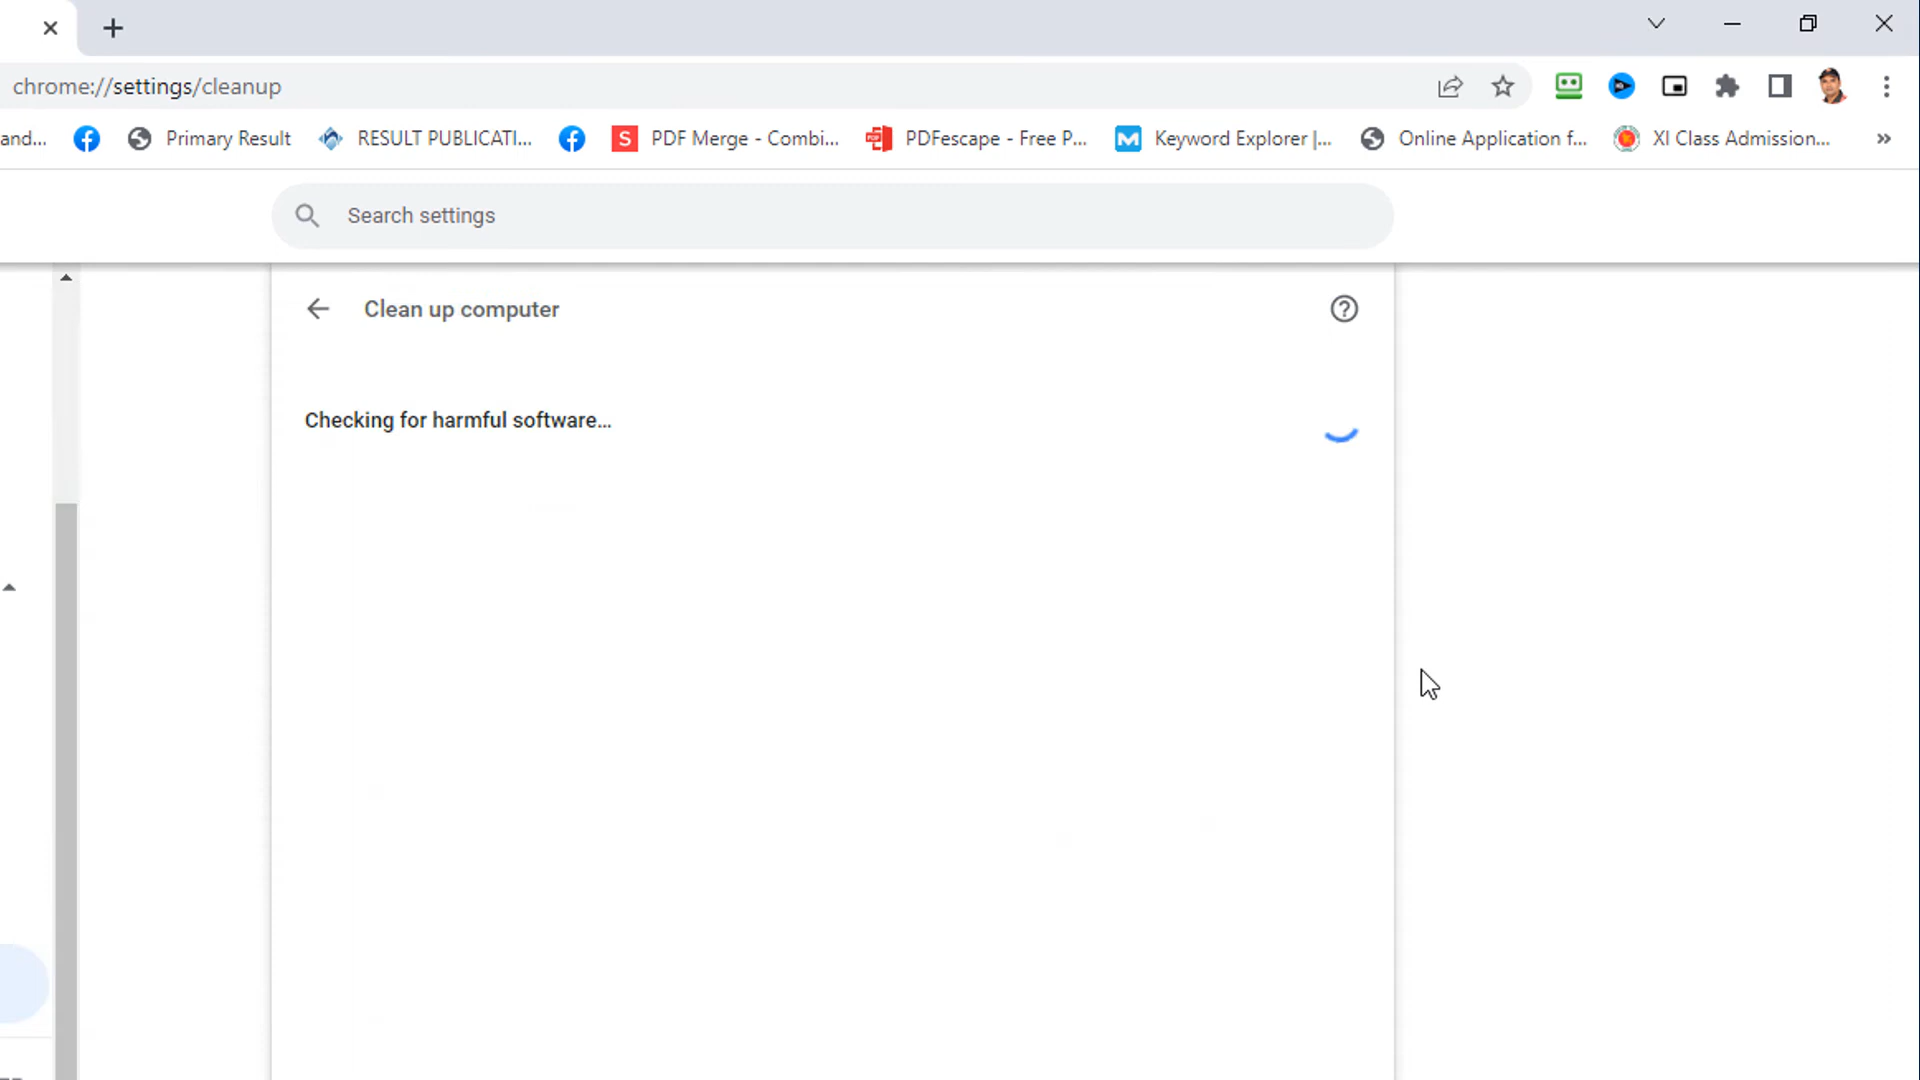 chrome://settings/cleanup
and...
Primary Result
RESULT PUBLICATI...
S
PDF Merge - Combi...
PDFescape - Free P...
Keyword Explorer |...
Online Application f...
XI Class Admission...
Search settings
Clean up computer
Checking for harmful software...